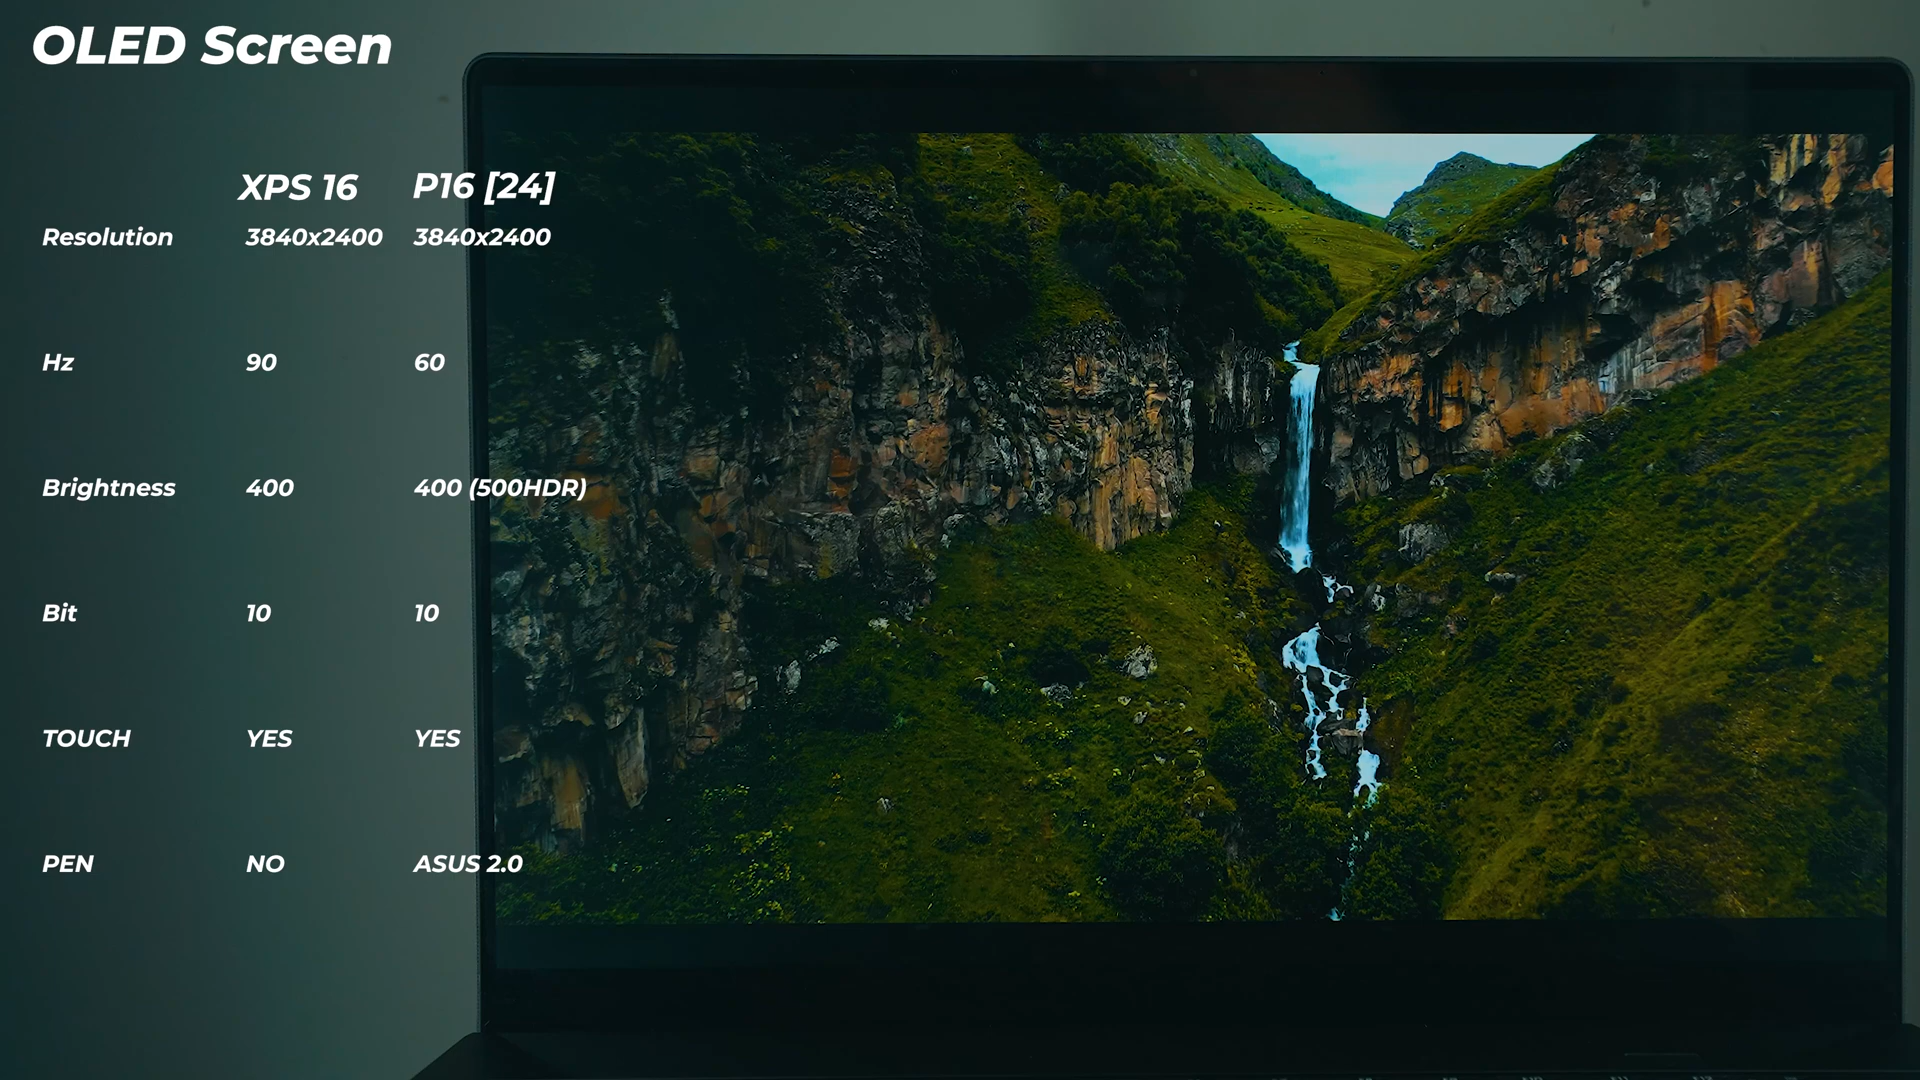 OLED Screen
XPS 16 P16 [24]
Resolution 3840x2400 3840x2400
Hz 90 60
Brightness 400 400 (500HDR)
Bit 10 10
TOUCH YES YES
PEN NO ASUS 2.0